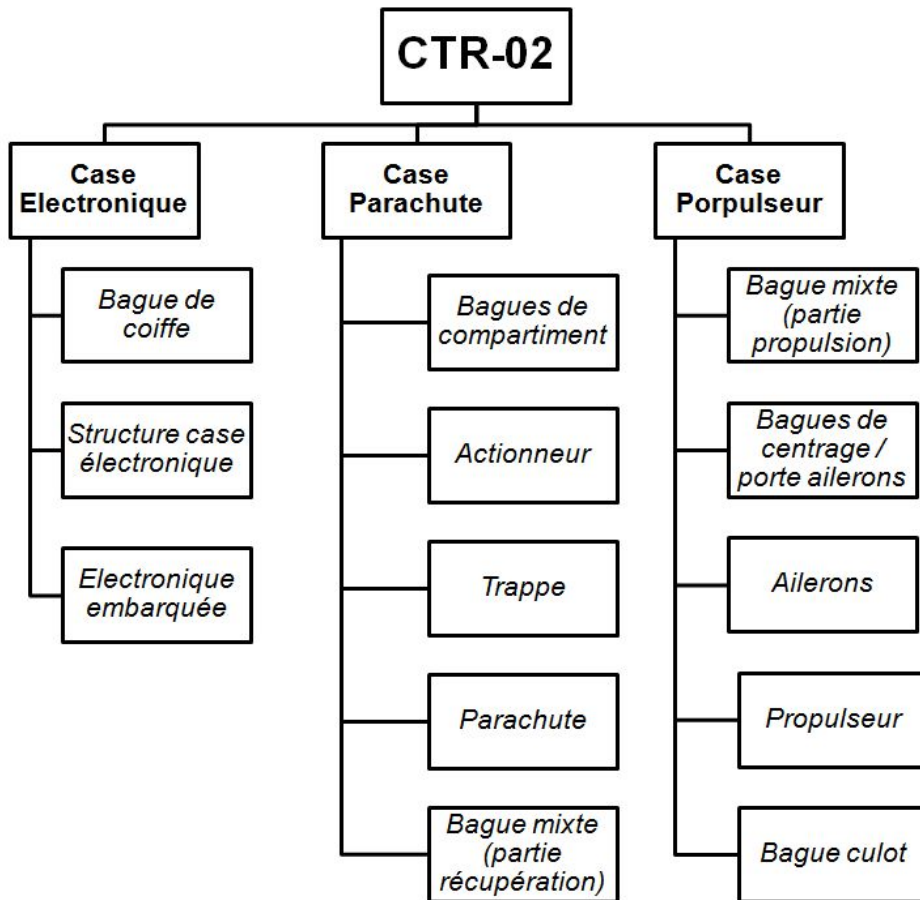 CTR-02
Case
Electronique
Bague de
coiffe
Structure case
électronique
Electronique
embarquée
Case
Parachute
Bagues de
compartiment
Actionneur
Trappe
Parachute
Bague mixte
(partie
récupération)
Case
Porpulseur
Bague mixte
(partie
propulsion)
Bagues de
centrage /
porte ailerons
Ailerons
Propulseur
Bague culot